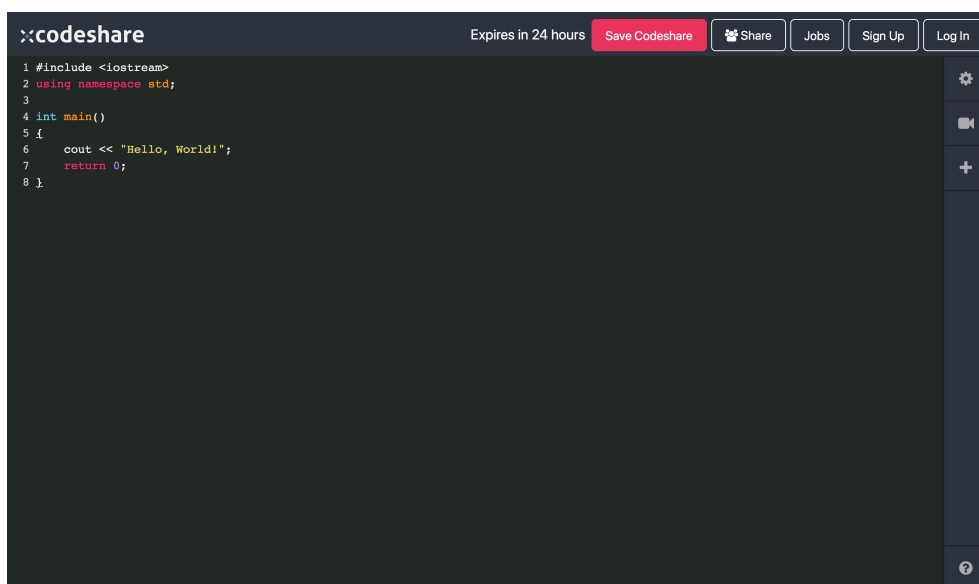 codeshare Expires in 24 hours Save Codeshare Share Jobs Sign Up Log In
1 #include <iostream>
2 using namespace std;
3
4 int main()
5 {
6     cout << "Hello, World!";
7     return 0;
8 }
?